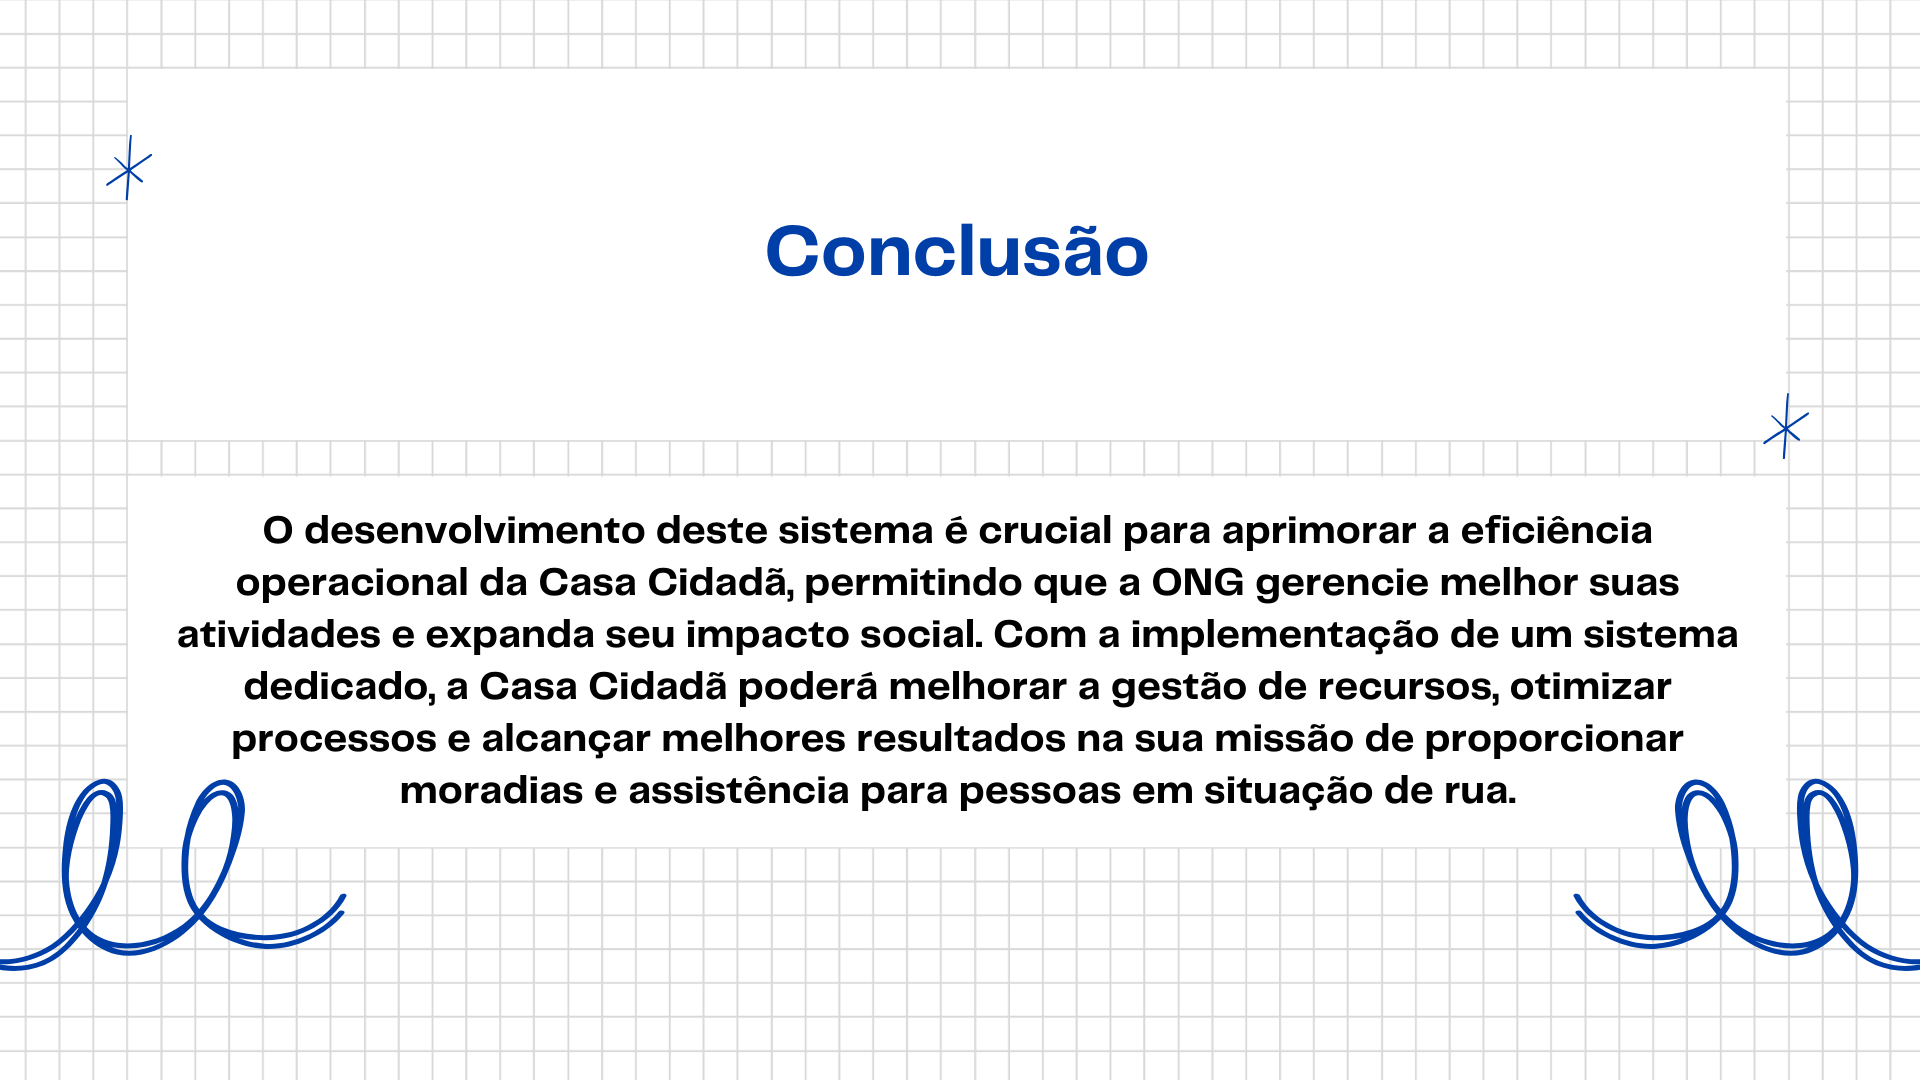 Conclusão
O desenvolvimento deste sistema é crucial para aprimorar a eficiência
operacional da Casa Cidadã, permitindo que a ONG gerencie melhor suas
atividades e expanda seu impacto social. Com a implementação de um sistema
dedicado, a Casa Cidadã poderá melhorar a gestão de recursos, otimizar
processos e alcançar melhores resultados na sua missão de proporcionar
moradias e assistência para pessoas em situação de rua.